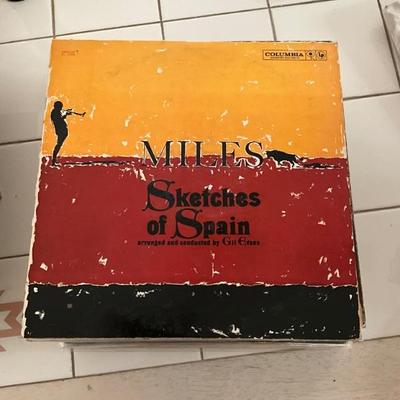 COLUMBIA
MILES
Sketches
of Spain
arranged and conducted by Gil Evans